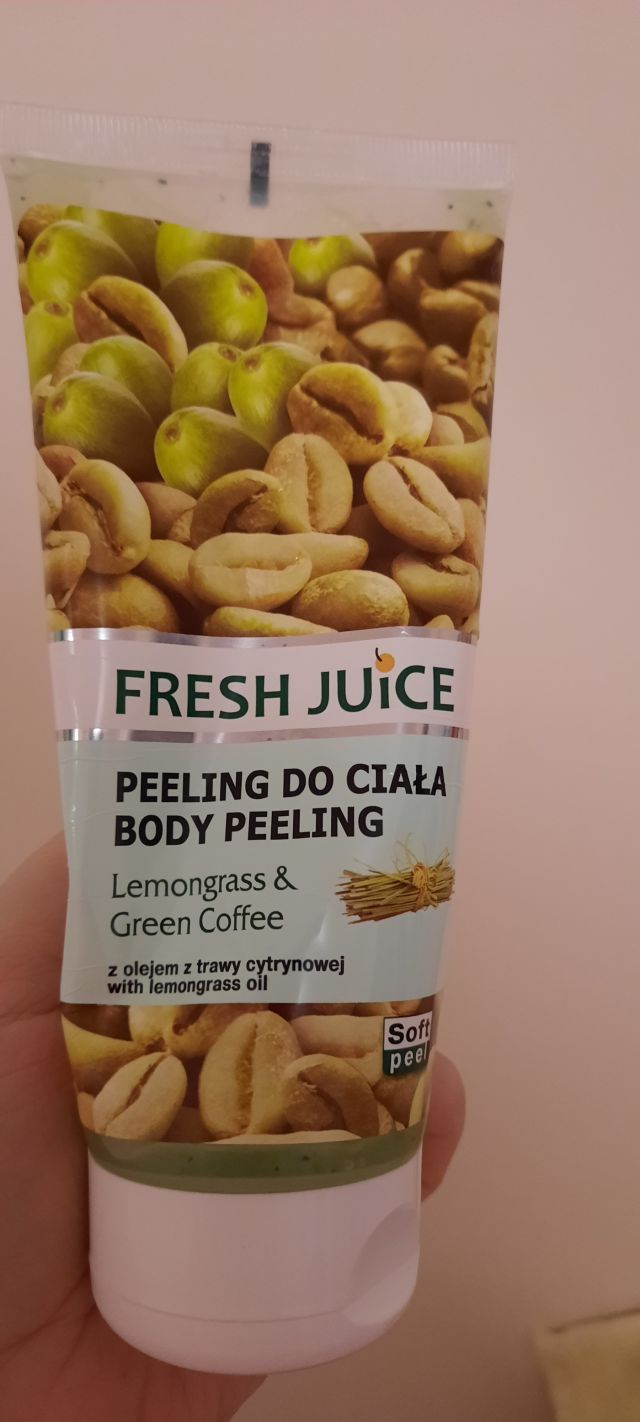 FRESH JUiCE
PEELING DO CIAŁA
BODY PEELING
Lemongrass &
Green Coffee
z olejem z trawy cytrynowej
with lemongrass oil
Soft
peel